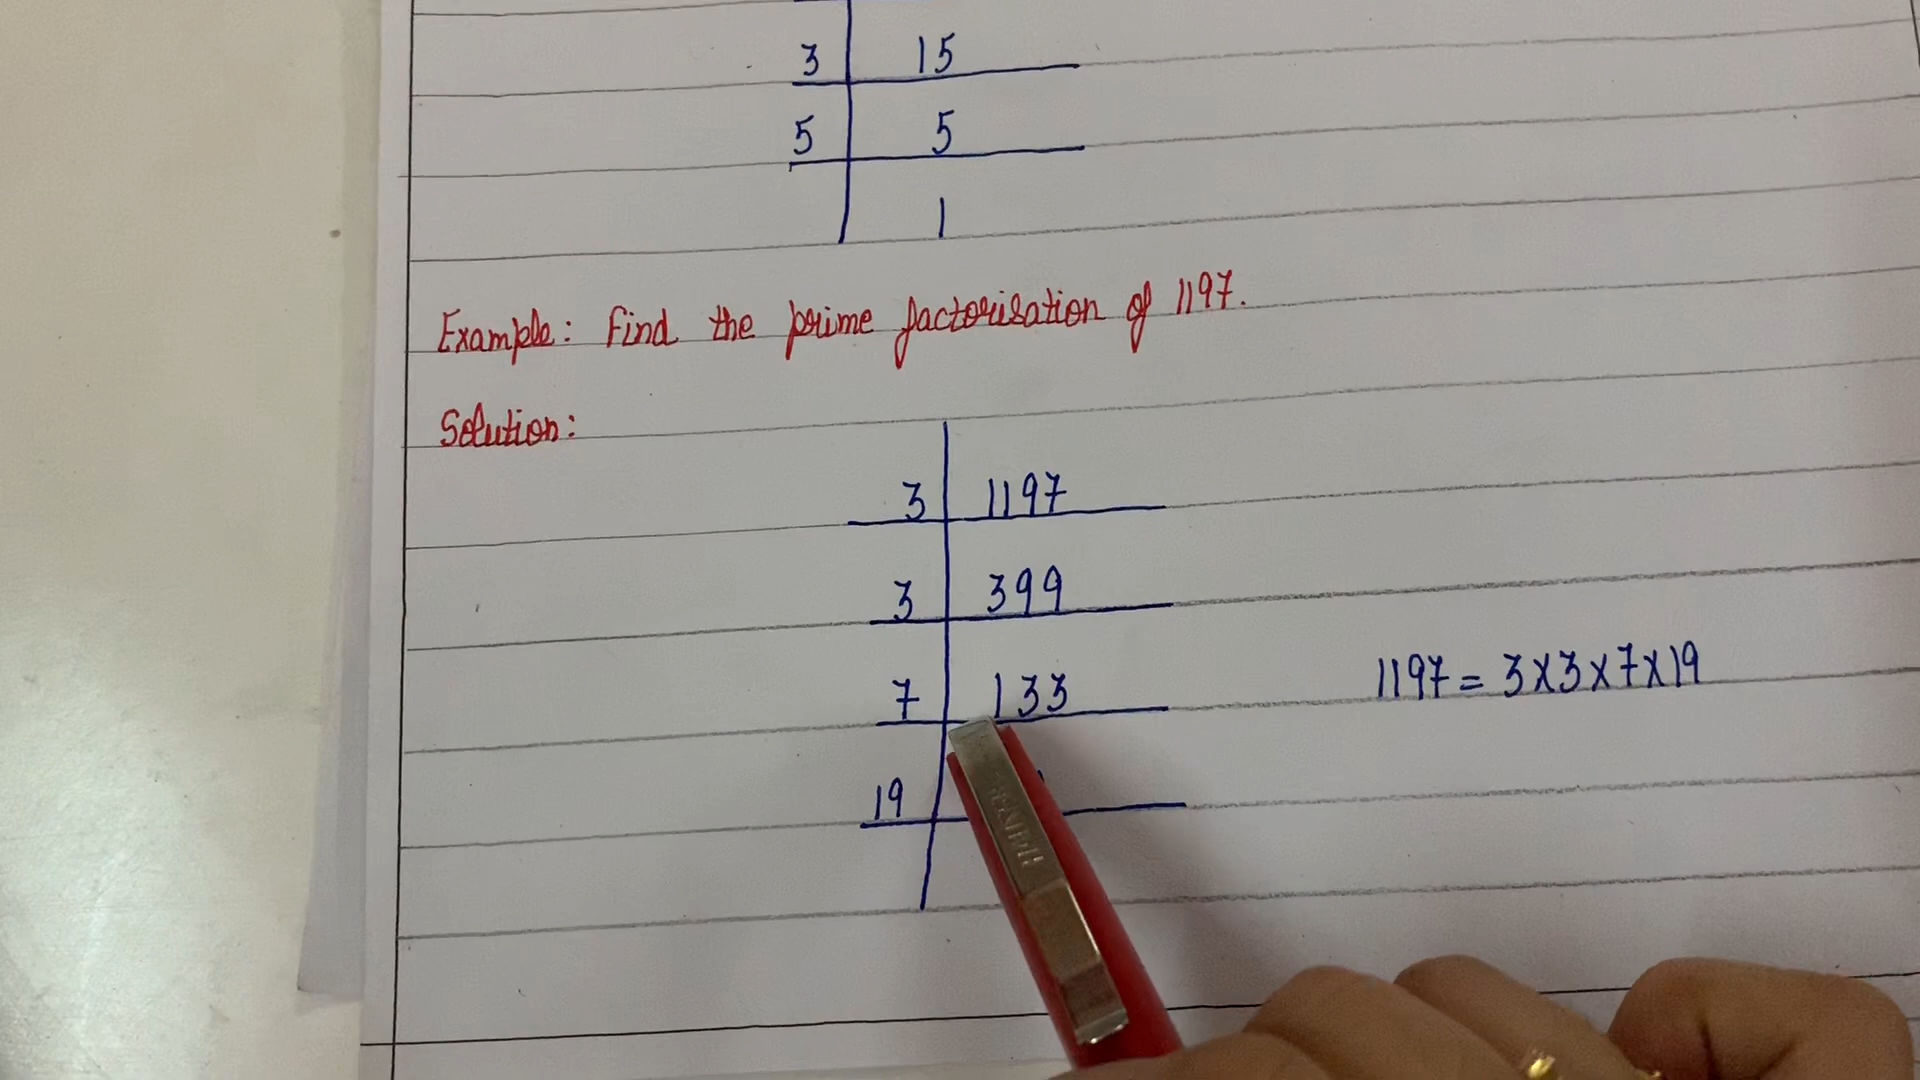 3 15
5 5
1
Example: Find the prime factorisation of 1197.
Solution:
3 1197
3 399
7 133
1197 = 3x3x7x19
19